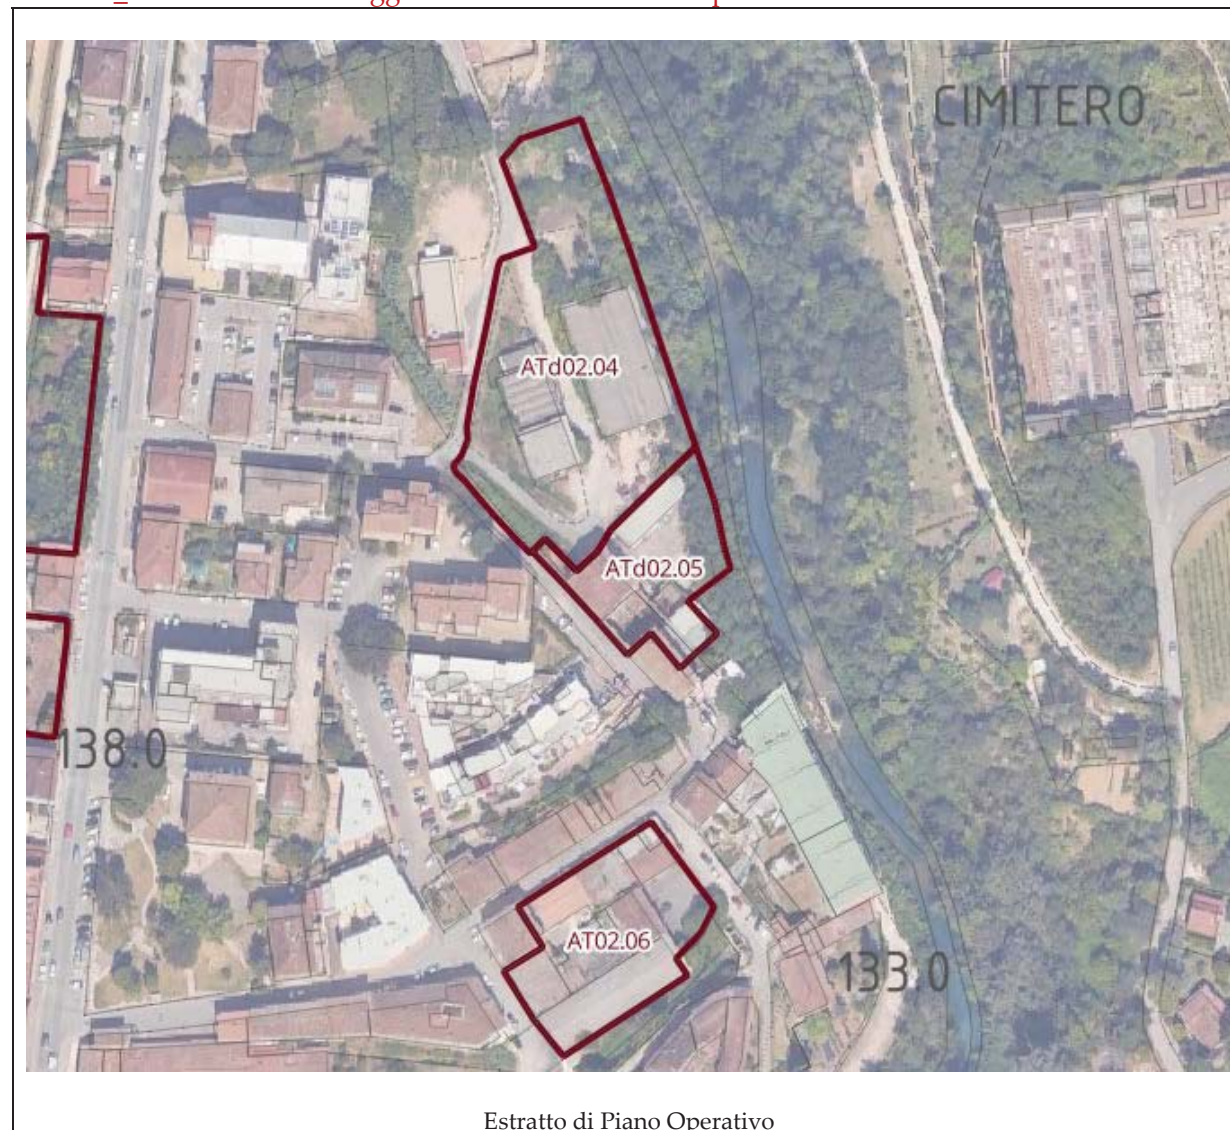 CIMITERO
ATd02.04
ATd02.05
138.0
AT02.06
133.0
Estratto di Piano Operativo